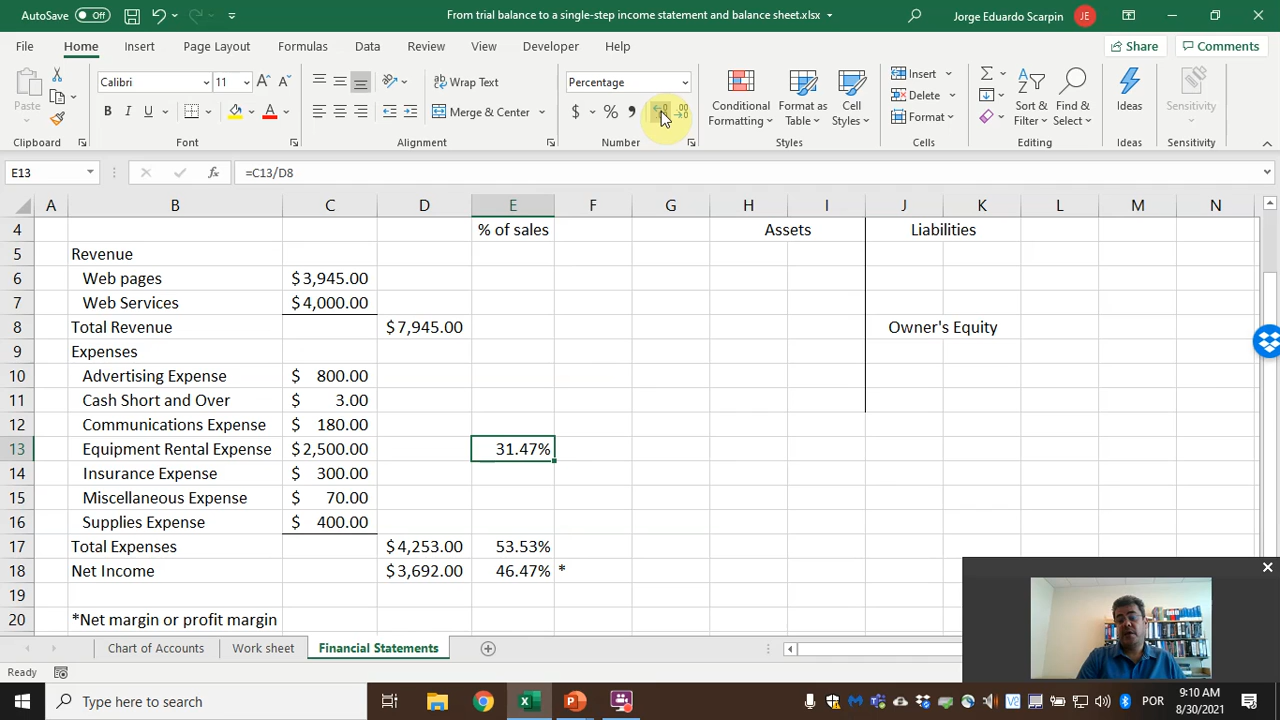 AutoSave Off From trial balance to a single-step income statement and balance sheet.xlsx Jorge Eduardo Scarpin JE
File Home Insert Page Layout Formulas Data Review View Developer Help Share Comments
Paste Calibri 11 A A ab Wrap Text Percentage Conditional Formatting Format as Table Cell Styles Insert Delete Format Sort & Filter Find & Select Ideas Sensitivity
B I U A Merge & Center $ % 9
Clipboard Font Alignment Number Styles Cells Editing Ideas Sensitivity
E13 fx =C13/D8
A B C D E F G H I J K L M N
4 % of sales Assets Liabilities
5 Revenue
6 Web pages $3,945.00
7 Web Services $4,000.00
8 Total Revenue $7,945.00 Owner's Equity
9 Expenses
10 Advertising Expense $ 800.00
11 Cash Short and Over $ 3.00
12 Communications Expense $ 180.00
13 Equipment Rental Expense $2,500.00 31.47%
14 Insurance Expense $ 300.00
15 Miscellaneous Expense $ 70.00
16 Supplies Expense $ 400.00
17 Total Expenses $4,253.00 53.53%
18 Net Income $3,692.00 46.47% *
19
20 *Net margin or profit margin
Chart of Accounts Work sheet Financial Statements
Ready
Type here to search POR 9:10 AM
8/30/2021